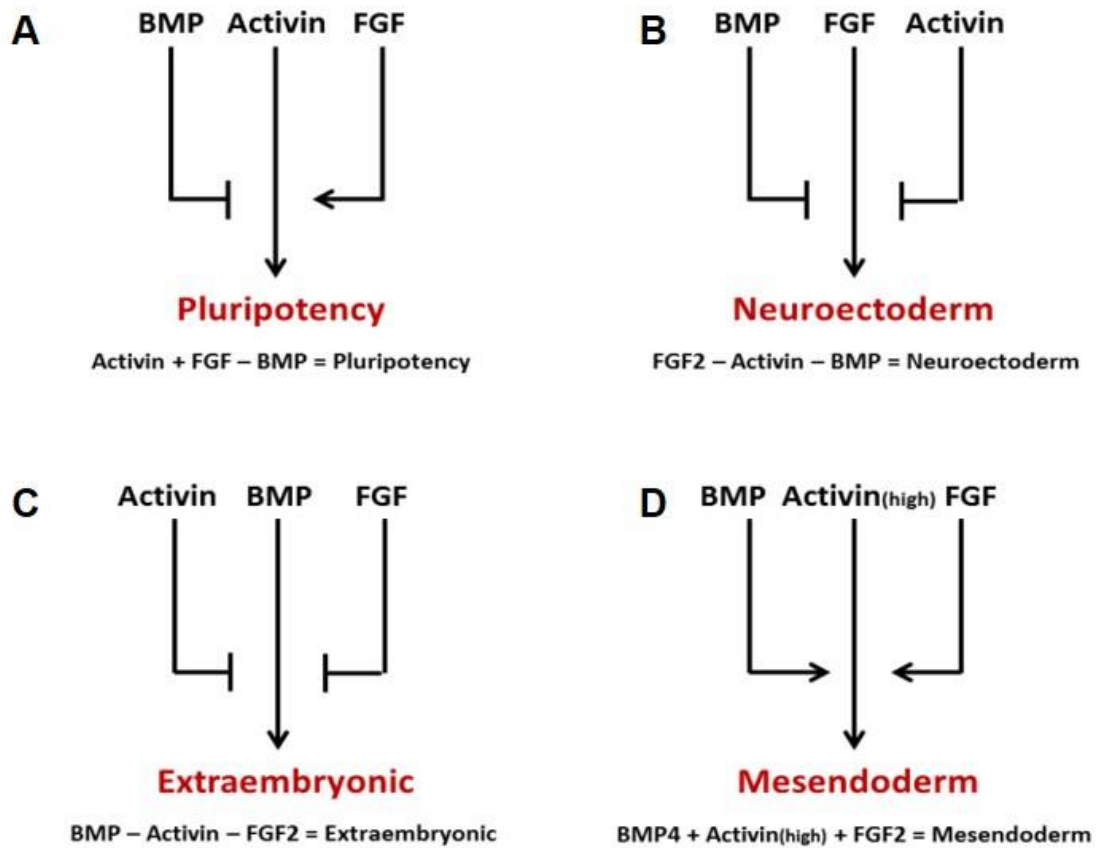 A BMP Activin FGF
Pluripotency
Activin + FGF – BMP = Pluripotency
B BMP FGF Activin
Neuroectoderm
FGF2 – Activin – BMP = Neuroectoderm
C Activin BMP FGF
Extraembryonic
BMP – Activin – FGF2 = Extraembryonic
D BMP Activin(high) FGF
Mesendoderm
BMP4 + Activin(high) + FGF2 = Mesendoderm